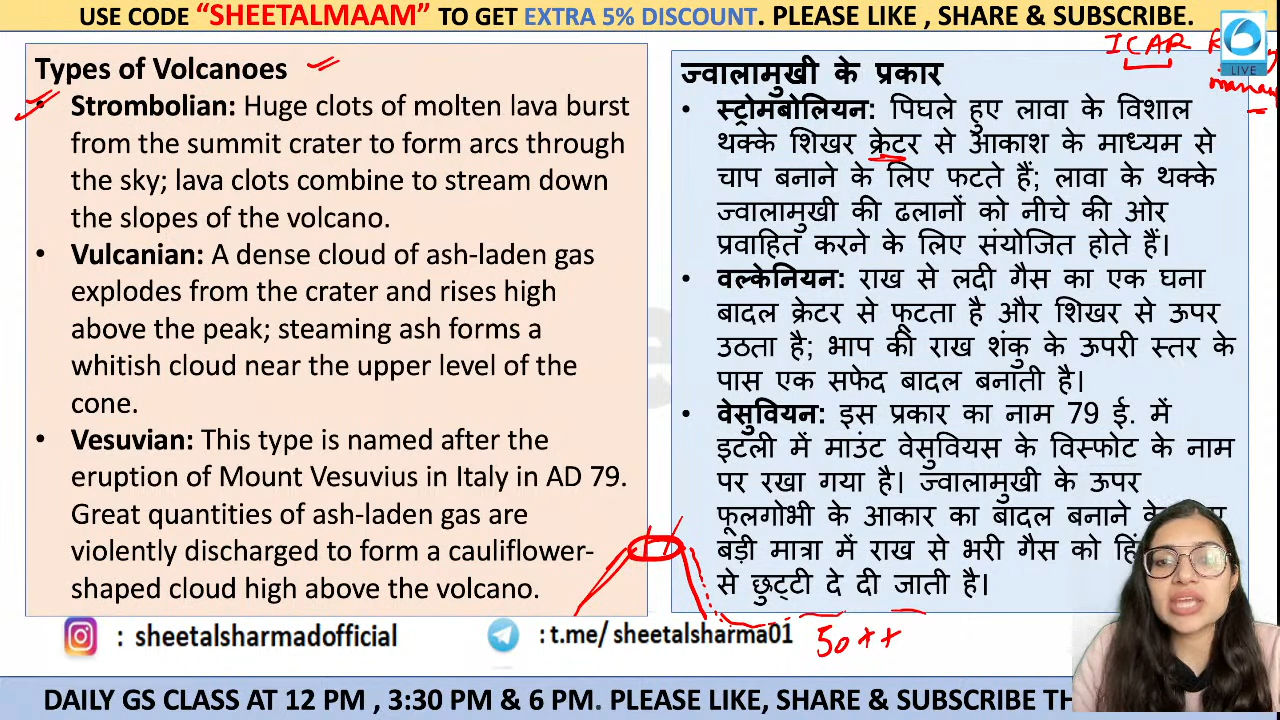 USE CODE “SHEETALMAAM” TO GET EXTRA 5% DISCOUNT. PLEASE LIKE , SHARE & SUBSCRIBE.
ICAR R
LIVE
Types of Volcanoes
• Strombolian: Huge clots of molten lava burst
from the summit crater to form arcs through
the sky; lava clots combine to stream down
the slopes of the volcano.
• Vulcanian: A dense cloud of ash-laden gas
explodes from the crater and rises high
above the peak; steaming ash forms a
whitish cloud near the upper level of the
cone.
• Vesuvian: This type is named after the
eruption of Mount Vesuvius in Italy in AD 79.
Great quantities of ash-laden gas are
violently discharged to form a cauliflower-
shaped cloud high above the volcano.
ज्वालामुखी के प्रकार
• स्ट्रोमबोलियन: पिघले हुए लावा के विशाल
थक्के शिखर क्रेटर से आकाश के माध्यम से
चाप बनाने के लिए फटते हैं; लावा के थक्के
ज्वालामुखी की ढलानों को नीचे की ओर
प्रवाहित करने के लिए संयोजित होते हैं।
• वल्केनियन: राख से लदी गैस का एक घना
बादल क्रेटर से फूटता है और शिखर से ऊपर
उठता है; भाप की राख शंकु के ऊपरी स्तर के
पास एक सफेद बादल बनाती है।
• वेसुवियन: इस प्रकार का नाम 79 ई. में
इटली में माउंट वेसुवियस के विस्फोट के नाम
पर रखा गया है। ज्वालामुखी के ऊपर
फूलगोभी के आकार का बादल बनाने के
बड़ी मात्रा में राख से भरी गैस को
से छुट्टी दे दी जाती है।
50++
: sheetalsharmadofficial
: t.me/ sheetalsharma01
DAILY GS CLASS AT 12 PM , 3:30 PM & 6 PM. PLEASE LIKE, SHARE & SUBSCRIBE TH